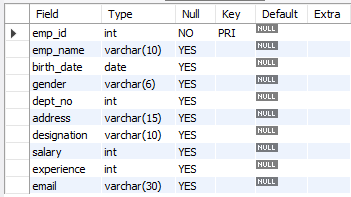 Field Type Null Key Default Extra
emp_id int NO PRI NULL
emp_name varchar(10) YES NULL
birth_date date YES NULL
gender varchar(6) YES NULL
dept_no int YES NULL
address varchar(15) YES NULL
designation varchar(10) YES NULL
salary int YES NULL
experience int YES NULL
email varchar(30) YES NULL